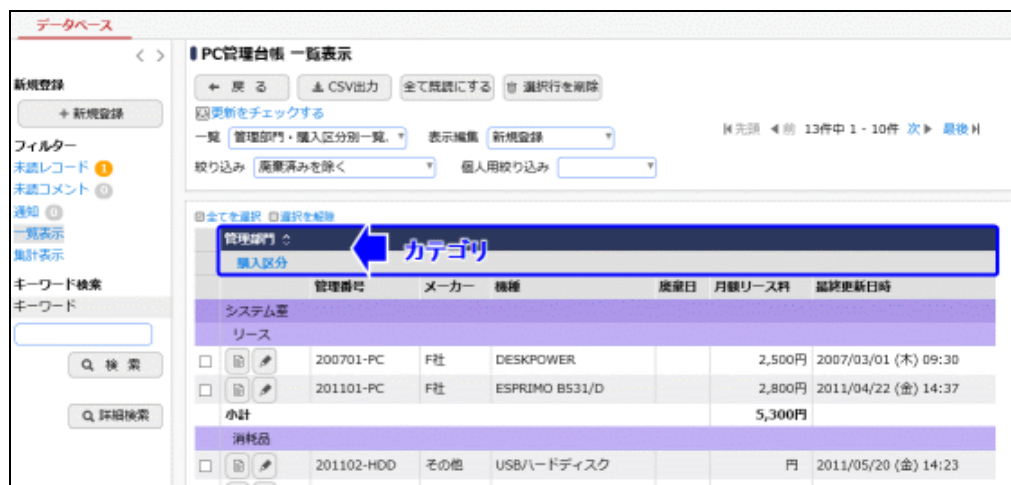 データベース
< >
新規登録
+ 新規登録
フィルター
未読レコード 1
未読コメント 0
通知 0
一覧表示
集計表示
キーワード検索
キーワード
検 索
詳細検索
PC管理台帳 一覧表示
戻 る CSV出力 全て既読にする 選択行を削除
更新をチェックする
一覧 管理部門・購入区分別一覧. 表示編集 新規登録
先頭 前 13件中 1 - 10件 次 最後
絞り込み 廃棄済みを除く 個人用絞り込み
全てを選択 選択を解除
管理部門
購入区分
カテゴリ
管理番号 メーカー 機種 廃棄日 月額リース料 最終更新日時
システム室
リース
200701-PC F社 DESKPOWER 2,500円 2007/03/01 (木) 09:30
201101-PC F社 ESPRIMO B531/D 2,800円 2011/04/22 (金) 14:37
小計 5,300円
消耗品
201102-HDD その他 USBハードディスク 円 2011/05/20 (金) 14:23